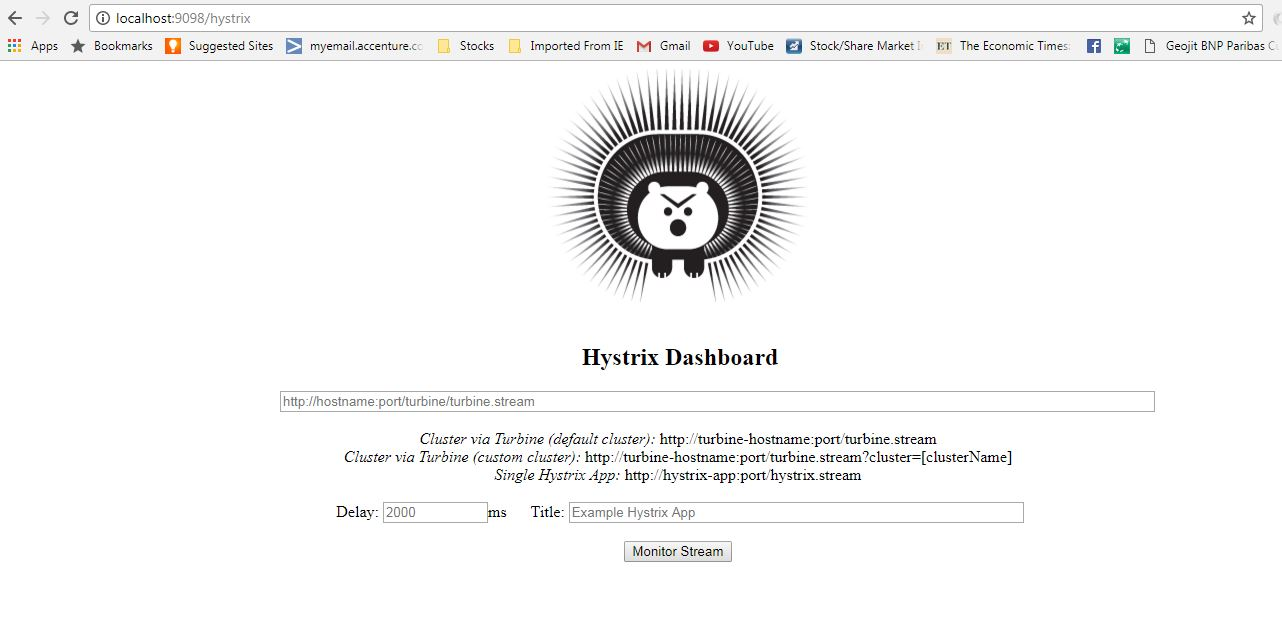 localhost:9098/hystrix
Apps Bookmarks Suggested Sites myemail.accenture.co Stocks Imported From IE Gmail YouTube Stock/Share Market I ET The Economic Times: Geojit BNP Paribas Cu
Hystrix Dashboard
http://hostname:port/turbine/turbine.stream
Cluster via Turbine (default cluster): http://turbine-hostname:port/turbine.stream
Cluster via Turbine (custom cluster): http://turbine-hostname:port/turbine.stream?cluster=[clusterName]
Single Hystrix App: http://hystrix-app:port/hystrix.stream
Delay: 2000 ms Title: Example Hystrix App
Monitor Stream